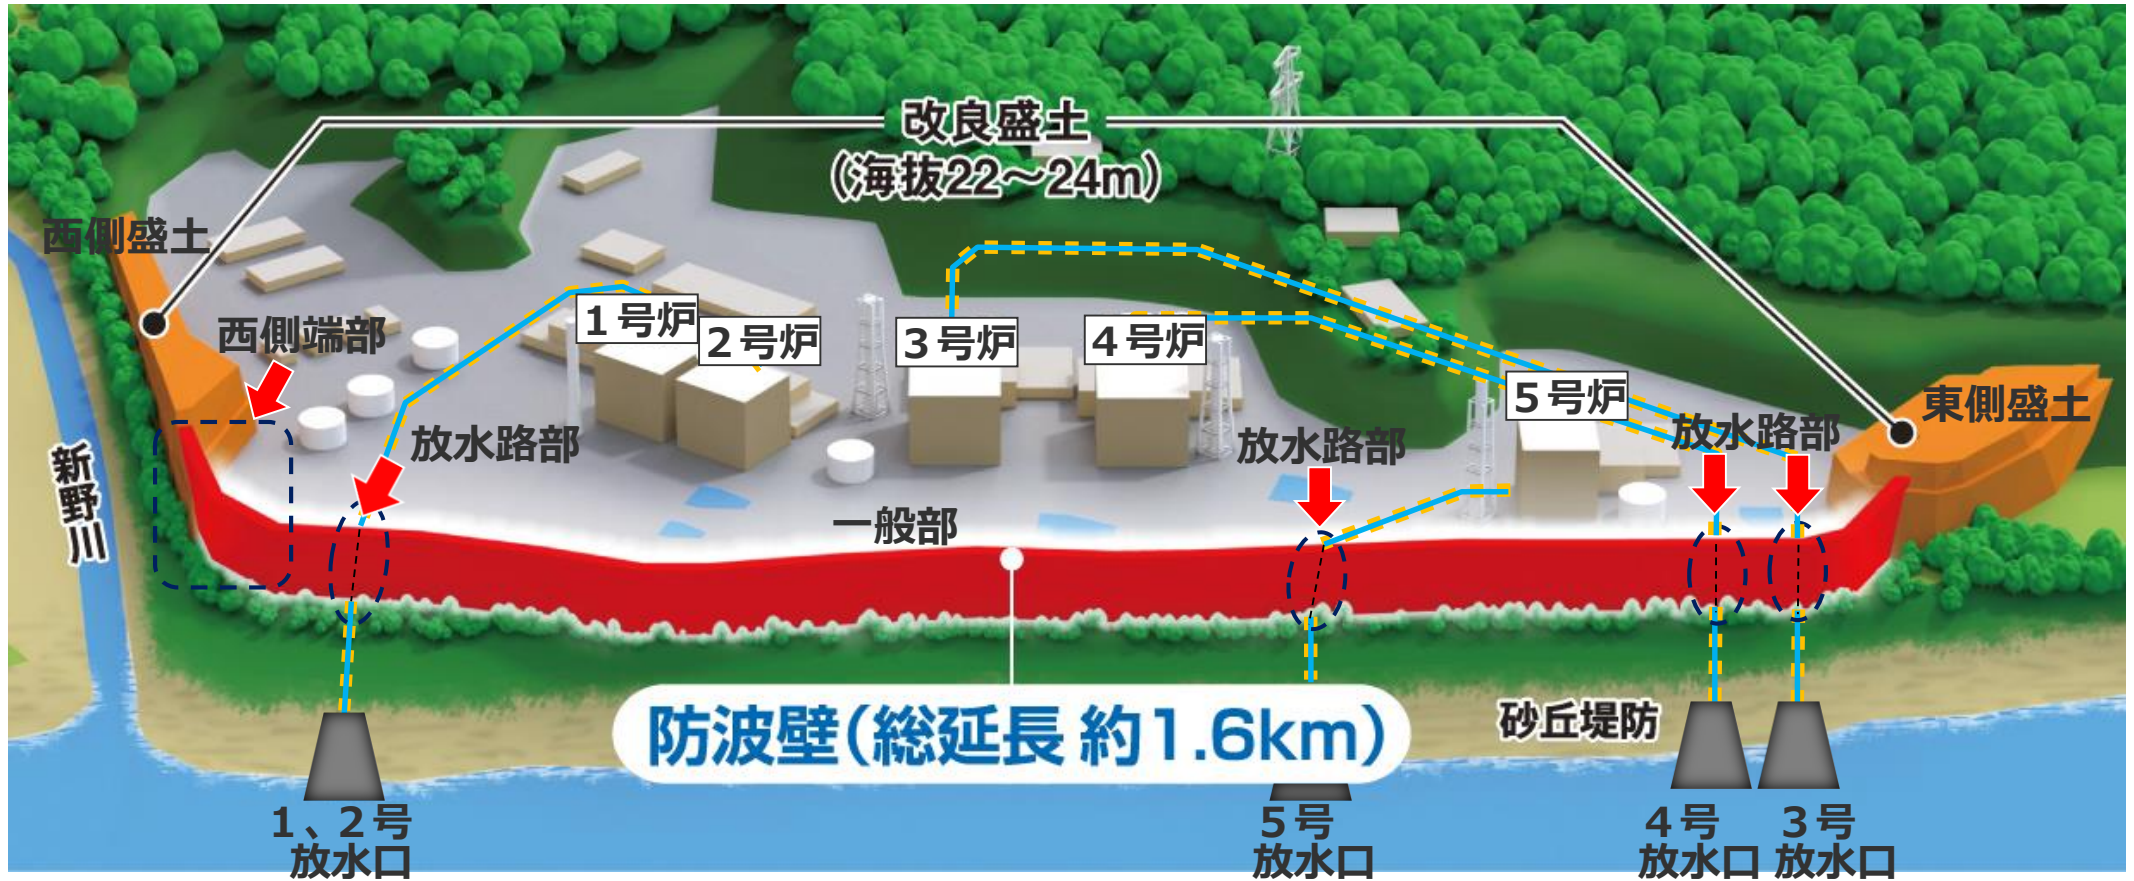 改良盛土
（海抜22～24m）
西側盛土
西側端部
１号炉
２号炉
３号炉
４号炉
５号炉
東側盛土
放水路部
放水路部
放水路部
新野川
一般部
防波壁（総延長 約1.6km）
砂丘堤防
１、２号
放水口
５号
放水口
４号
放水口
３号
放水口